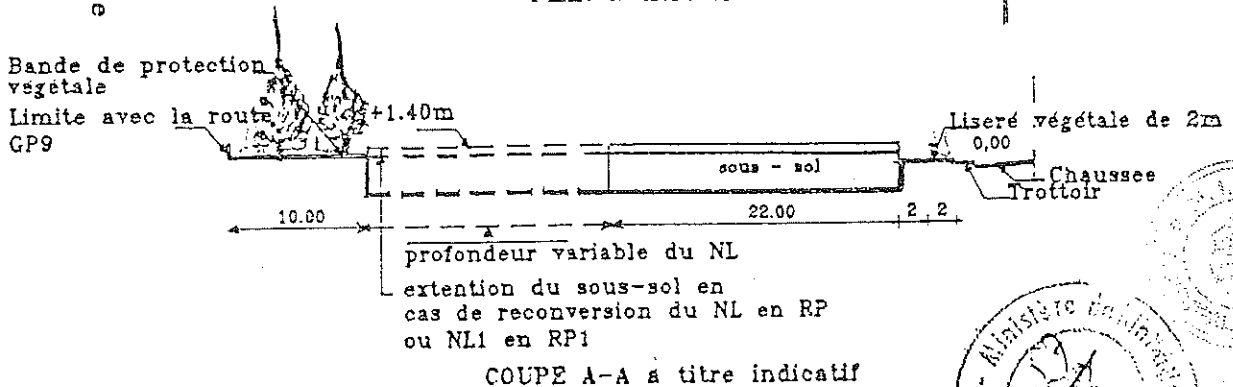 Bande de protection
végétale
Limite avec la route
GP9
+1.40m
Liseré végétale de 2m
0,00
sous - sol
Chaussee
Trottoir
10.00
22.00
2
2
profondeur variable du NL
extention du sous-sol en
cas de reconversion du NL en RP
ou NL1 en RP1
COUPE A-A a titre indicatif
Ministère